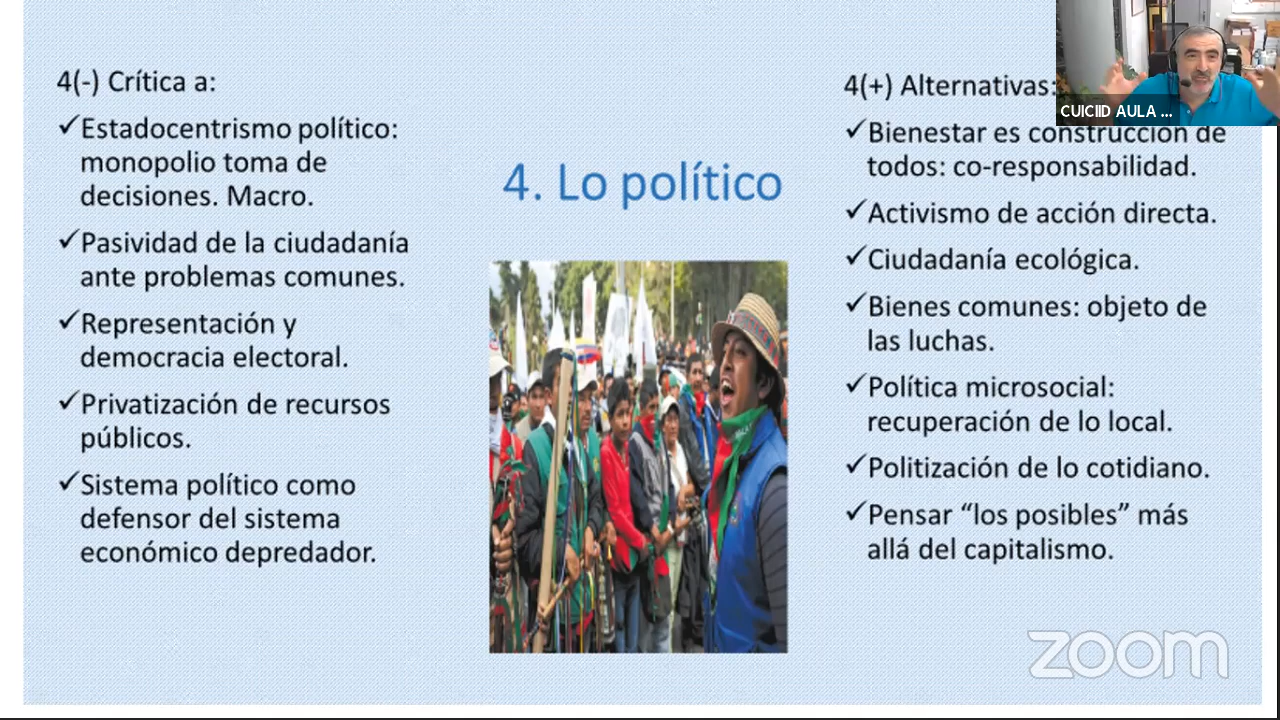 4(-) Crítica a:
✓Estadocentrismo político:
monopolio toma de
decisiones. Macro.
✓Pasividad de la ciudadanía
ante problemas comunes.
✓Representación y
democracia electoral.
✓Privatización de recursos
públicos.
✓Sistema político como
defensor del sistema
económico depredador.
4. Lo político
4(+) Alternativas:
✓Bienestar es construcción de
todos: co-responsabilidad.
✓Activismo de acción directa.
✓Ciudadanía ecológica.
✓Bienes comunes: objeto de
las luchas.
✓Política microsocial:
recuperación de lo local.
✓Politización de lo cotidiano.
✓Pensar “los posibles” más
allá del capitalismo.
CUICIID AULA ...
zoom